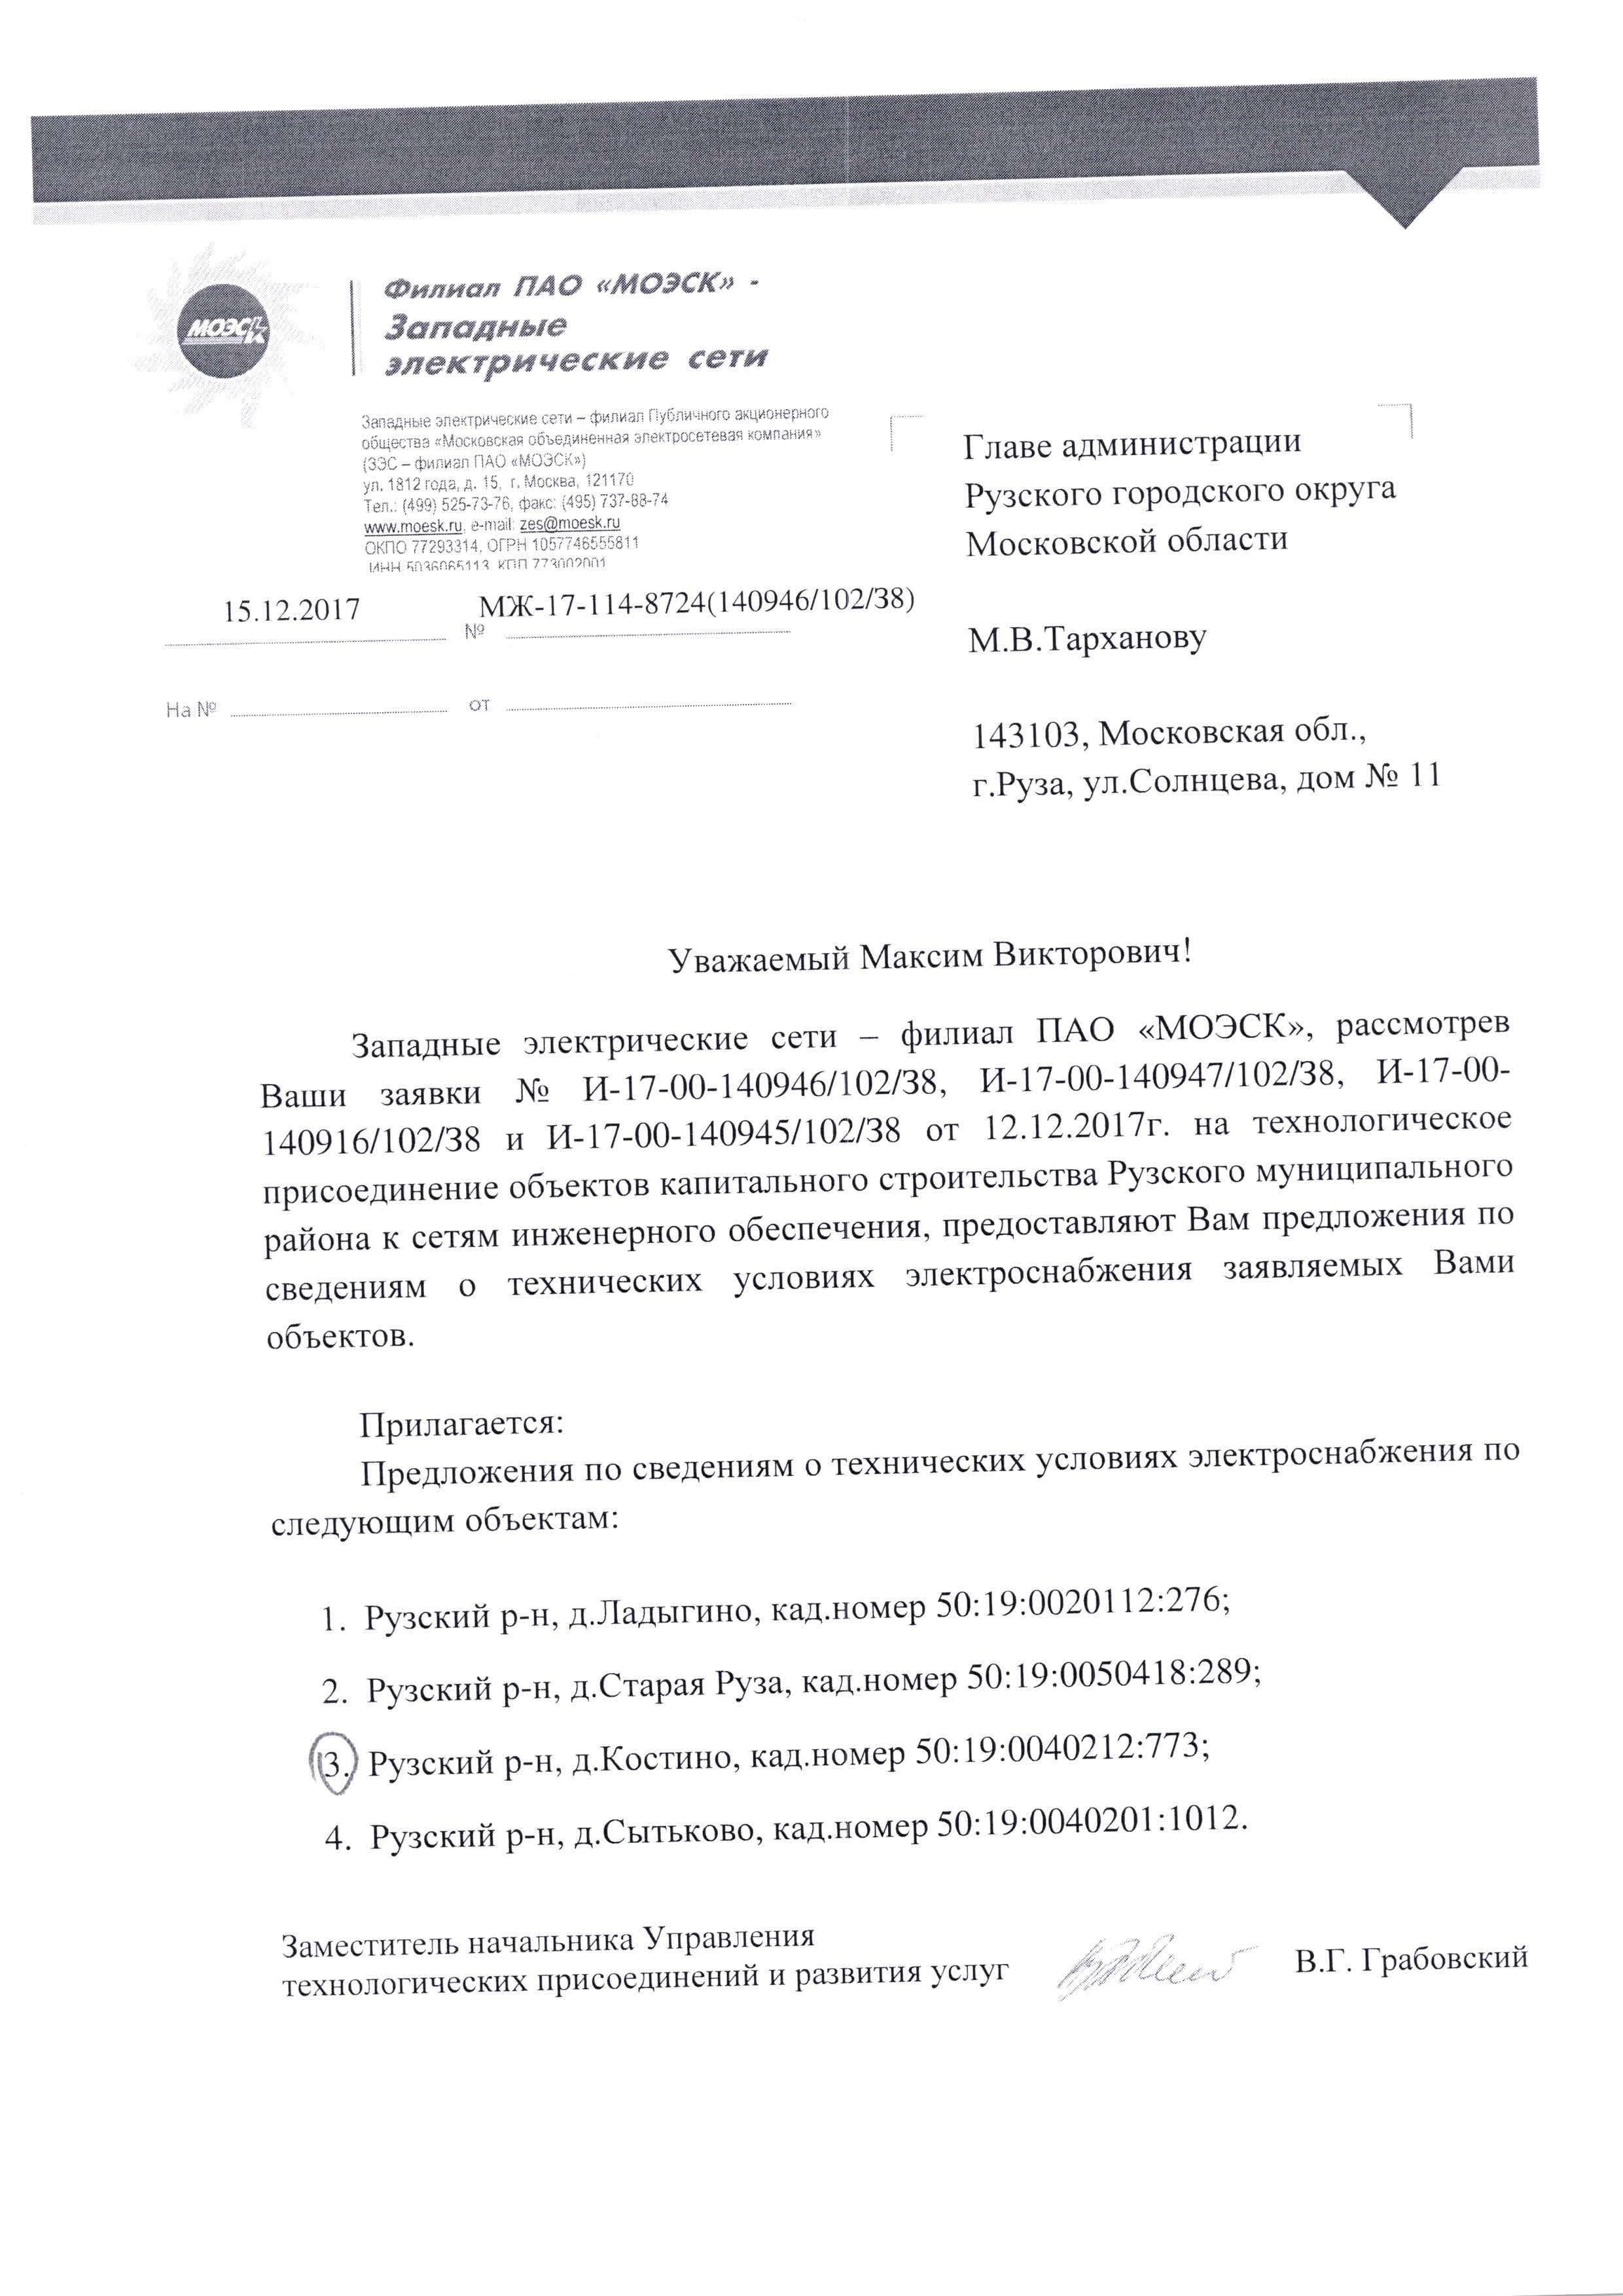 МОЭСК
Филиал ПАО «МОЭСК» -
Западные
электрические сети
Западные электрические сети – филиал Публичного акционерного
общества «Московская объединенная электросетевая компания»
(ЗЭС – филиал ПАО «МОЭСК»)
ул. 1812 года, д. 15, г. Москва, 121170
Тел.: (499) 525-73-76, факс: (495) 737-88-74
www.moesk.ru, e-mail: zes@moesk.ru
ОКПО 77293314, ОГРН 1057746555811
ИНН 5036065113, КПП 773002001
15.12.2017 № МЖ-17-114-8724(140946/102/З8)
На № от
Главе администрации
Рузского городского округа
Московской области
М.В.Тарханову
143103, Московская обл.,
г.Руза, ул.Солнцева, дом № 11
Уважаемый Максим Викторович!
Западные электрические сети – филиал ПАО «МОЭСК», рассмотрев
Ваши заявки № И-17-00-140946/102/З8, И-17-00-140947/102/З8, И-17-00-
140916/102/З8 и И-17-00-140945/102/З8 от 12.12.2017г. на технологическое
присоединение объектов капитального строительства Рузского муниципального
района к сетям инженерного обеспечения, предоставляют Вам предложения по
сведениям о технических условиях электроснабжения заявляемых Вами
объектов.
Прилагается:
Предложения по сведениям о технических условиях электроснабжения по
следующим объектам:
1. Рузский р-н, д.Ладыгино, кад.номер 50:19:0020112:276;
2. Рузский р-н, д.Старая Руза, кад.номер 50:19:0050418:289;
3. Рузский р-н, д.Костино, кад.номер 50:19:0040212:773;
4. Рузский р-н, д.Сытьково, кад.номер 50:19:0040201:1012.
Заместитель начальника Управления
технологических присоединений и развития услуг В.Г. Грабовский